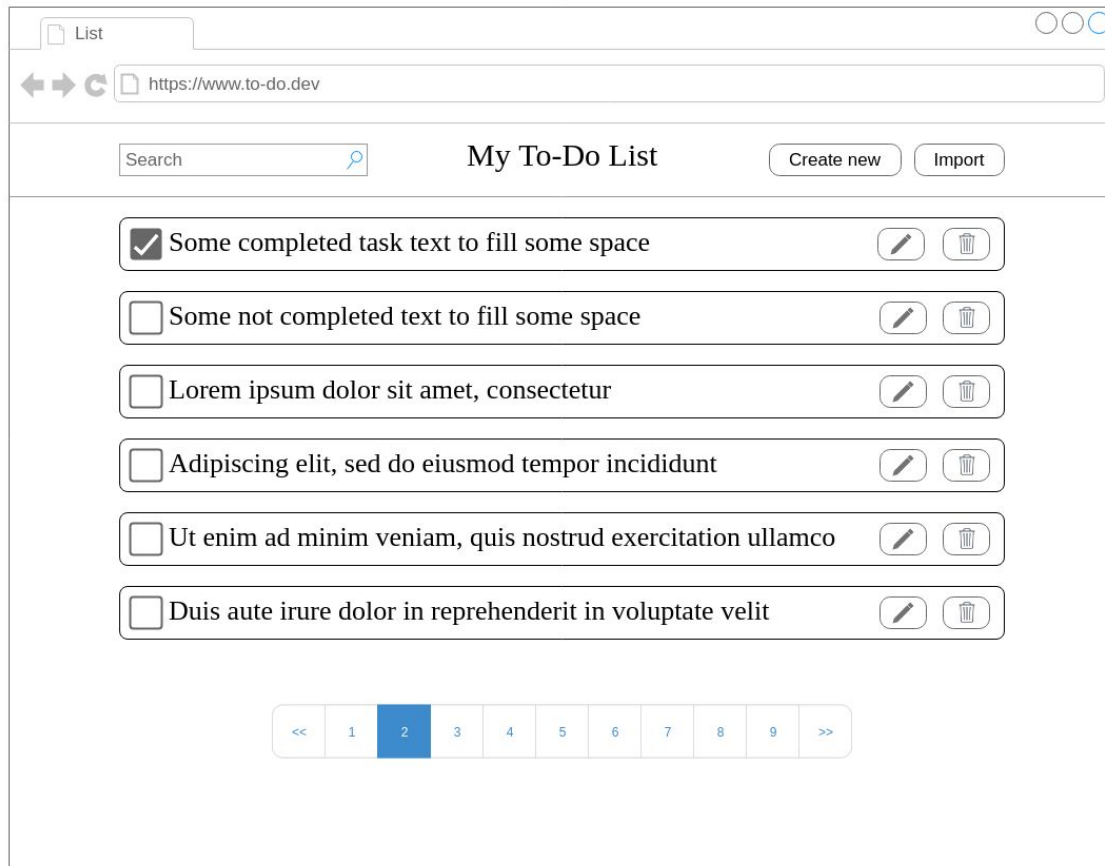 List
https://www.to-do.dev
Search
My To-Do List
Create new
Import
Some completed task text to fill some space
Some not completed text to fill some space
Lorem ipsum dolor sit amet, consectetur
Adipiscing elit, sed do eiusmod tempor incididunt
Ut enim ad minim veniam, quis nostrud exercitation ullamco
Duis aute irure dolor in reprehenderit in voluptate velit
<< 1 2 3 4 5 6 7 8 9 >>